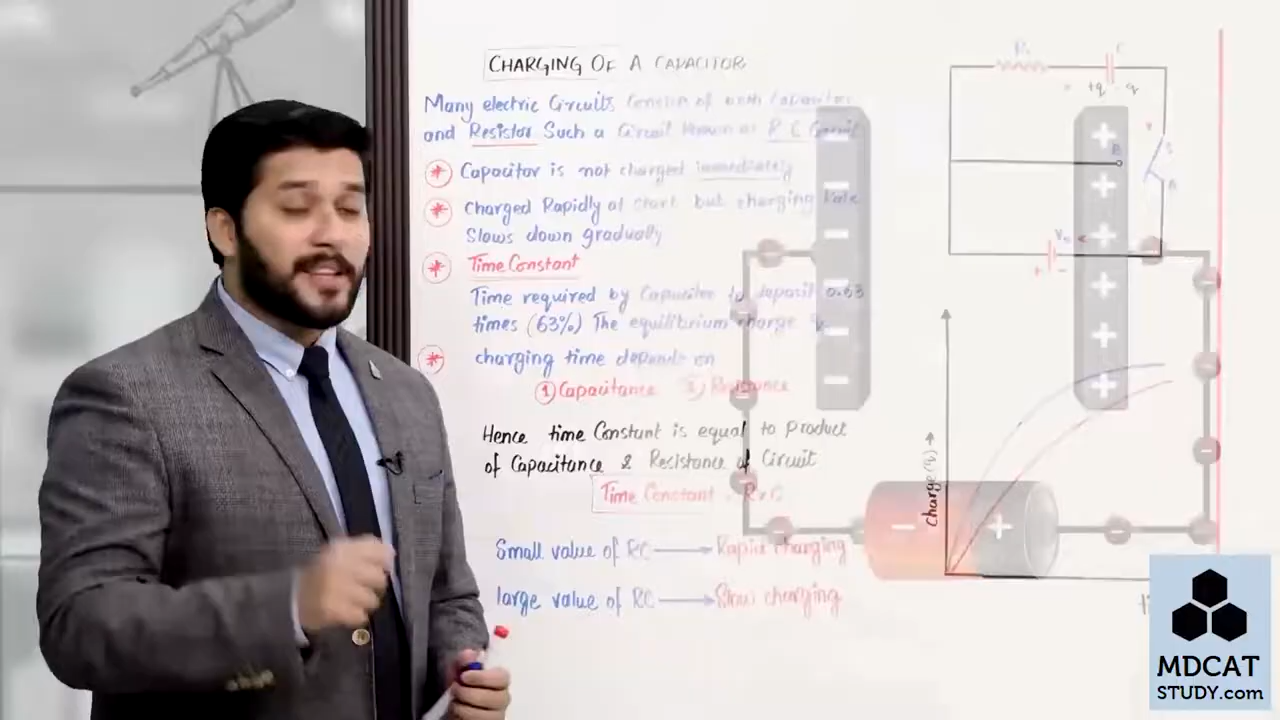 CHARGING OF A CAPACITOR
Many electric Circuits Consist of both Capacitor
and Resistor Such a Circuit known as R C Circuit
* Capacitor is not charged immediately
* Charged Rapidly at start but charging Rate
Slows down gradually
* Time Constant
Time required by Capacitor to deposit 0.63
times (63%) The equilibrium charge q
* charging time depends on
① Capacitance ② Resistance
Hence time Constant is equal to Product
of Capacitance & Resistance of Circuit
Time Constant = R×C
Small value of RC → Rapid charging
large value of RC → Slow charging
R
C
+q - q
S
B
A
V₀
+ -
Charge (q) →
MDCAT
STUDY.com